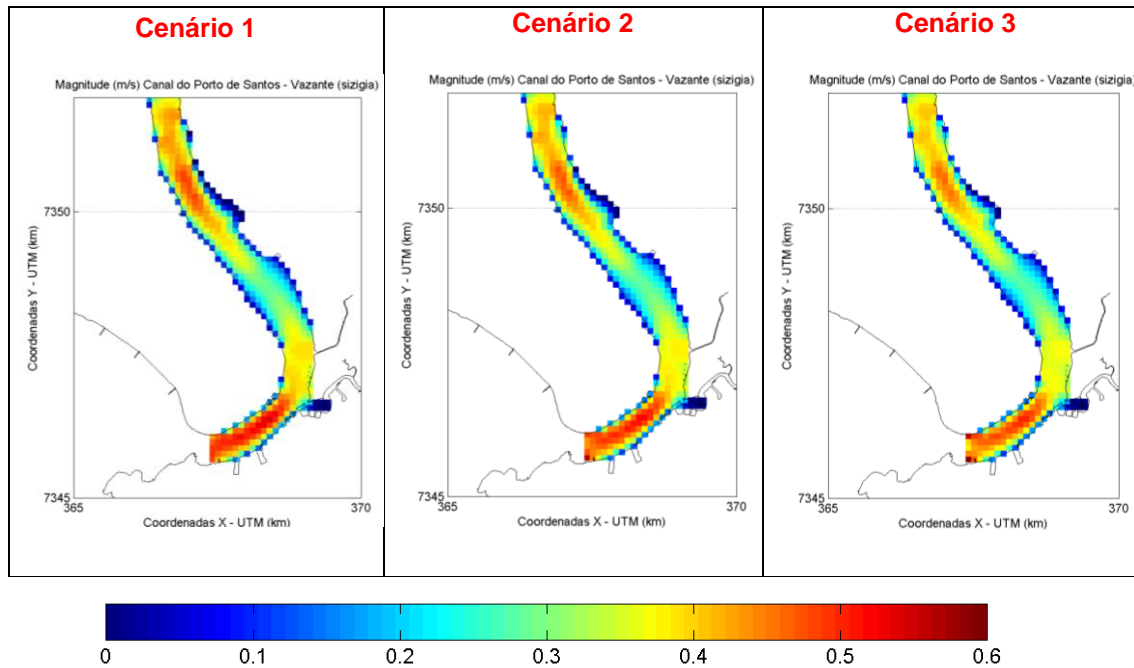 Cenário 1
Magnitude (m/s) Canal do Porto de Santos - Vazante (sizigia)
Coordenadas Y - UTM (km)
7350
7345
365
370
Coordenadas X - UTM (km)
Cenário 2
Magnitude (m/s) Canal do Porto de Santos - Vazante (sizigia)
Coordenadas Y - UTM (km)
7350
7345
365
370
Coordenadas X - UTM (km)
Cenário 3
Magnitude (m/s) Canal do Porto de Santos - Vazante (sizigia)
Coordenadas Y - UTM (km)
7350
7345
365
370
Coordenadas X - UTM (km)
0 0.1 0.2 0.3 0.4 0.5 0.6